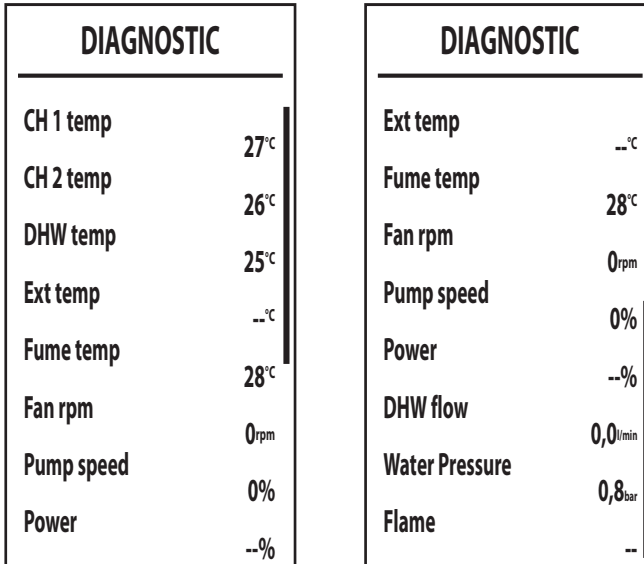 DIAGNOSTIC
CH 1 temp
27°C
CH 2 temp
26°C
DHW temp
25°C
Ext temp
--°C
Fume temp
28°C
Fan rpm
0rpm
Pump speed
0%
Power
--%
DIAGNOSTIC
Ext temp
--°C
Fume temp
28°C
Fan rpm
0rpm
Pump speed
0%
Power
--%
DHW flow
0,0l/min
Water Pressure
0,8bar
Flame
--